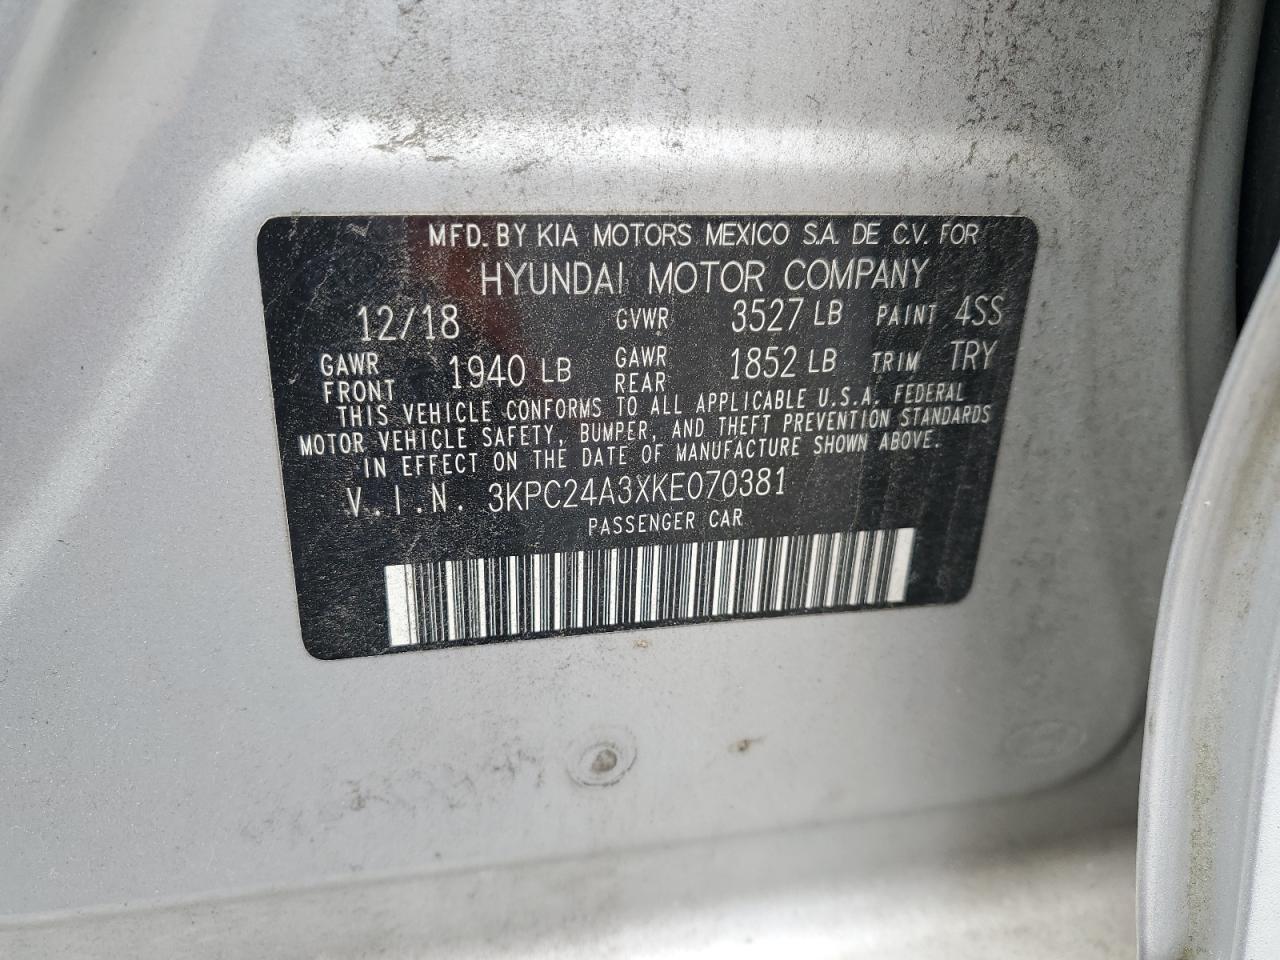 MFD. BY KIA MOTORS MEXICO S.A. DE C.V. FOR
HYUNDAI MOTOR COMPANY
12/18 GVWR 3527 LB PAINT 4SS
GAWR FRONT 1940 LB GAWR REAR 1852 LB TRIM TRY
THIS VEHICLE CONFORMS TO ALL APPLICABLE U.S.A. FEDERAL
MOTOR VEHICLE SAFETY, BUMPER, AND THEFT PREVENTION STANDARDS
IN EFFECT ON THE DATE OF MANUFACTURE SHOWN ABOVE.
V.I.N. 3KPC24A3XKE070381
PASSENGER CAR